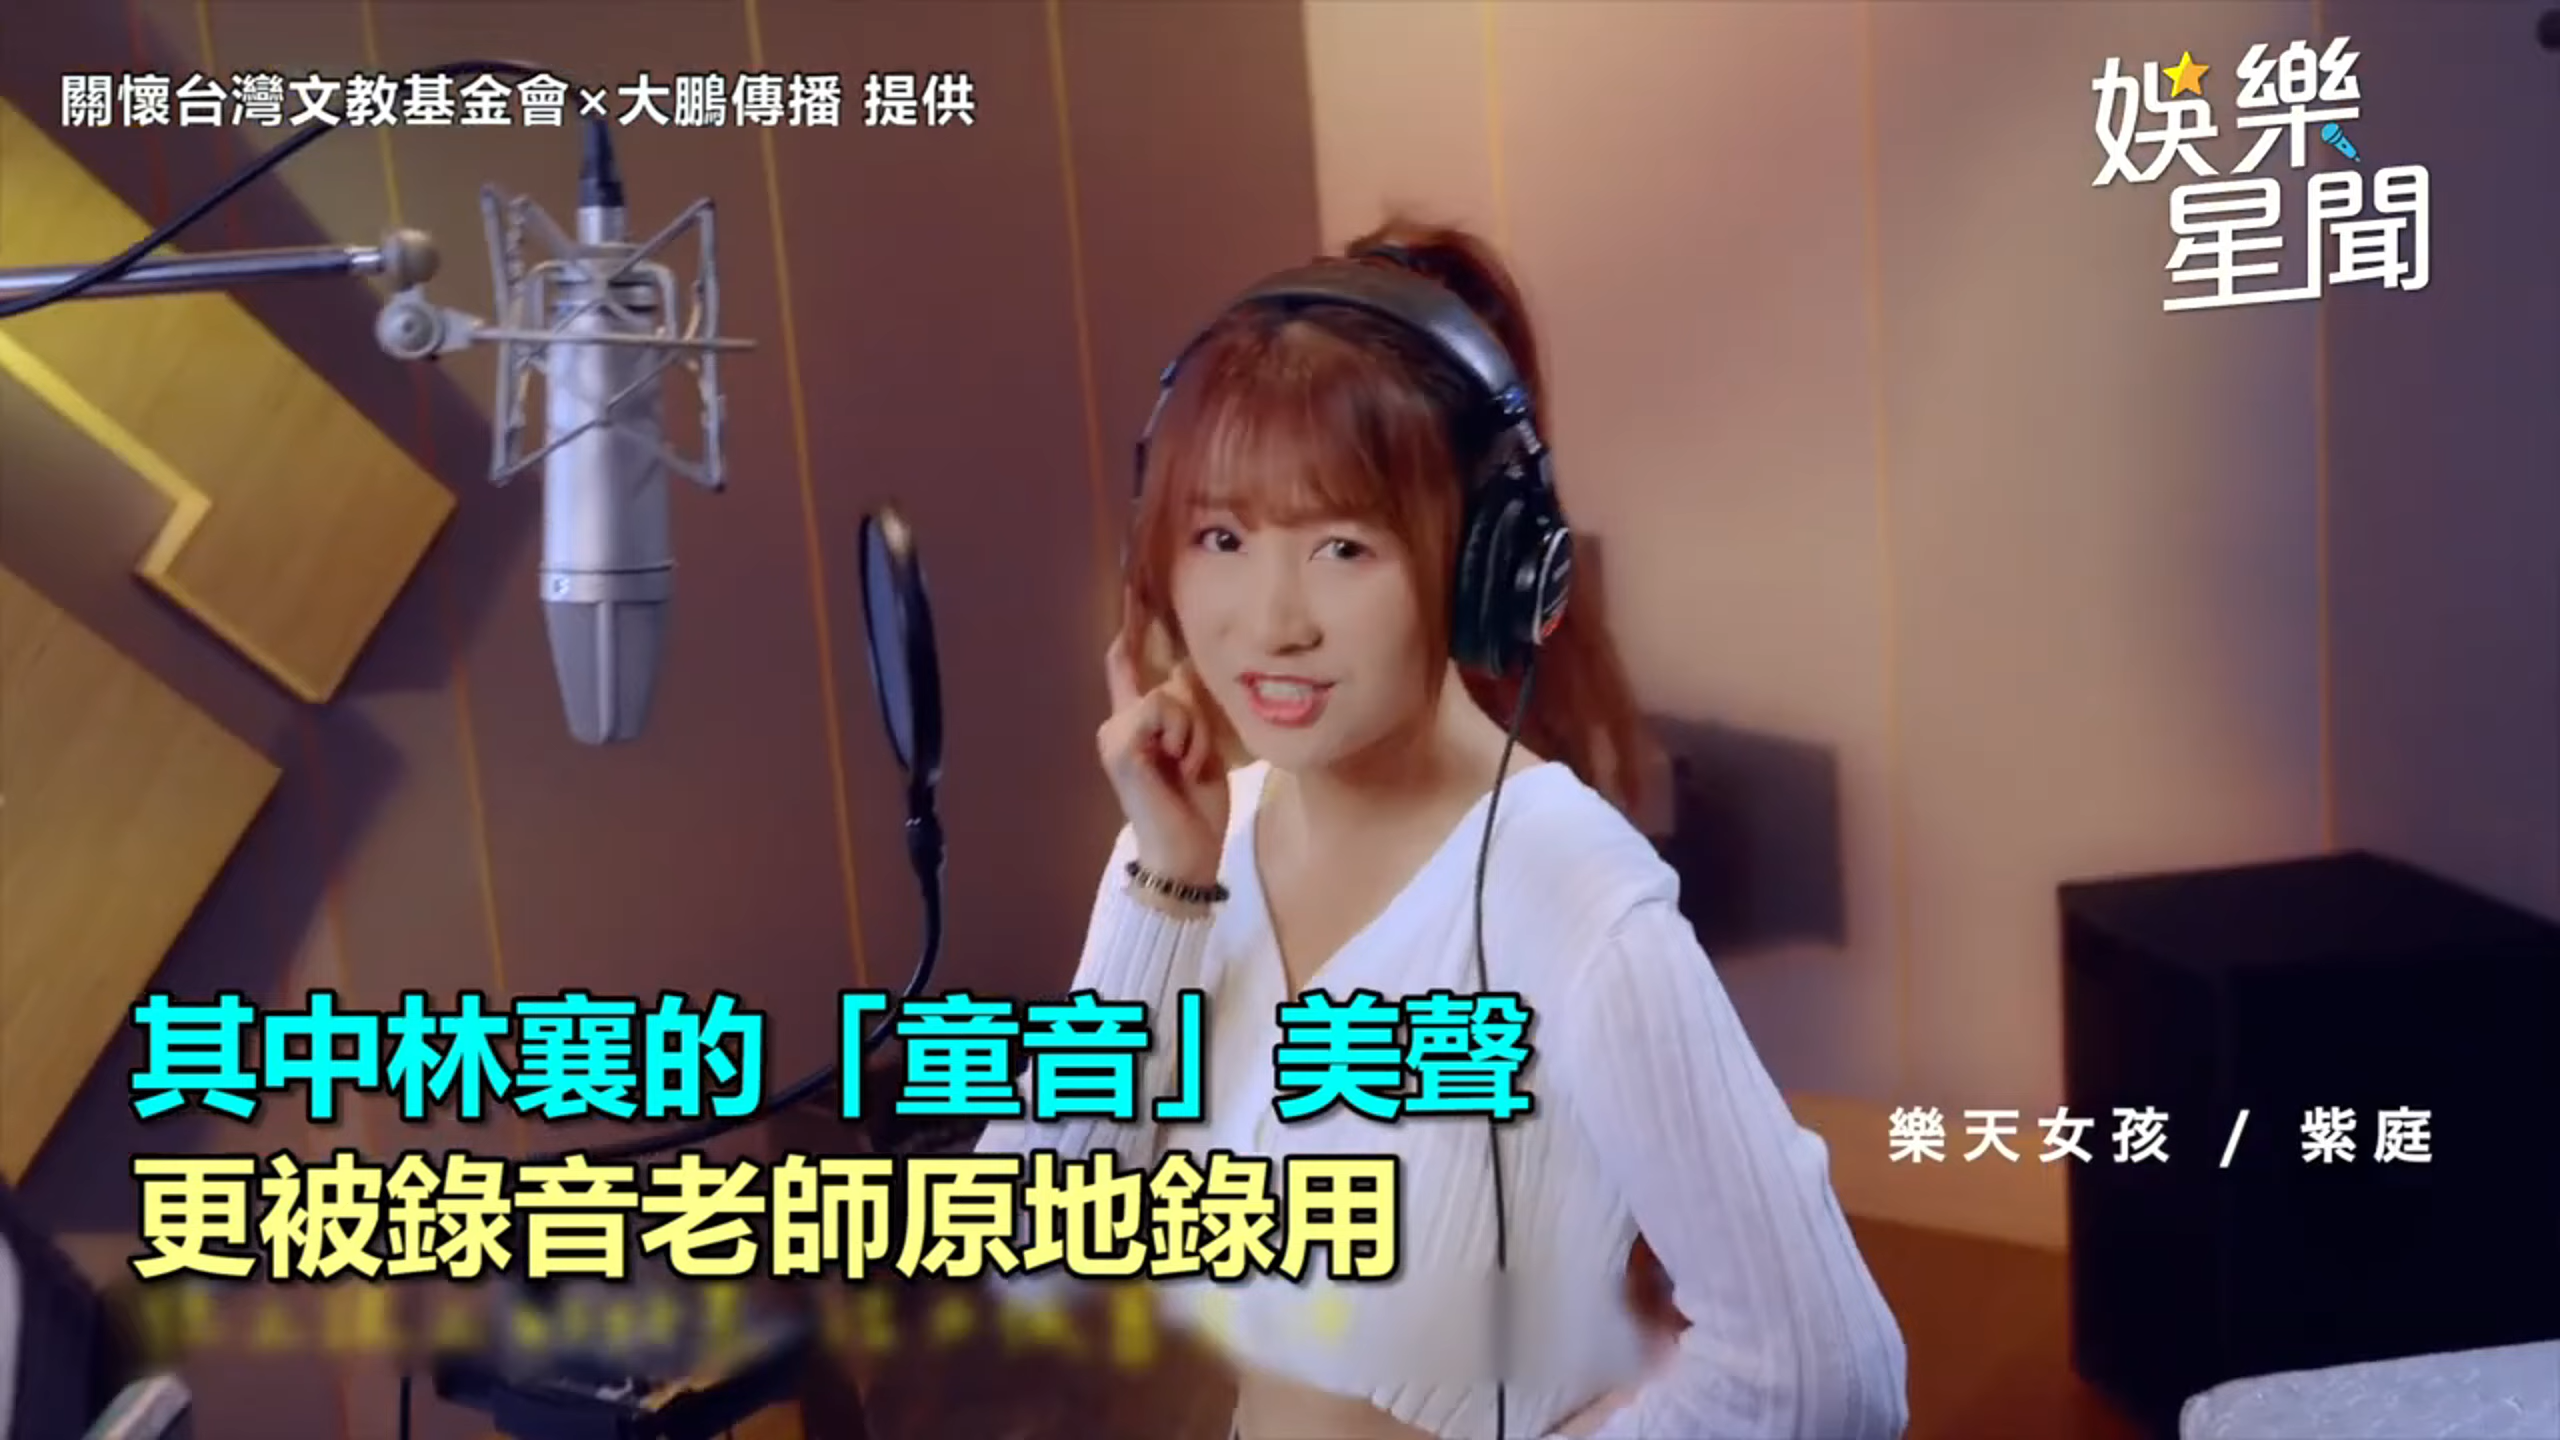 關懷台灣文教基金會×大鵬傳播 提供
娛樂
星聞
其中林襄的「童音」美聲
更被錄音老師原地錄用
樂天女孩 / 紫庭